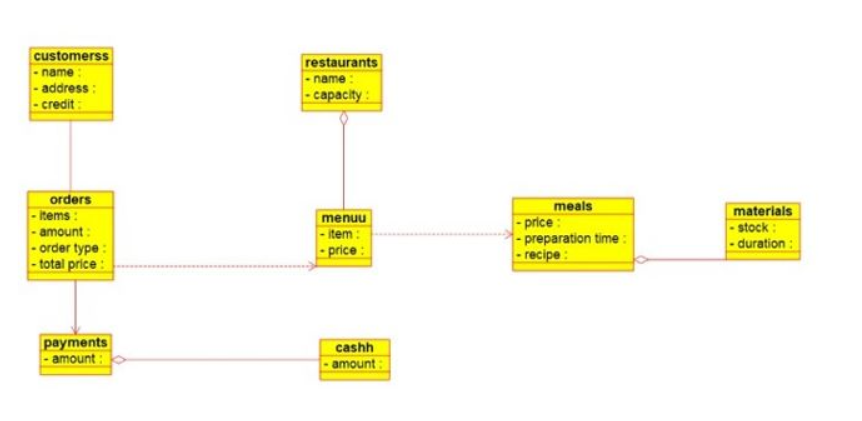 customerss
- name :
- address :
- credit :
restaurants
- name :
- capacity :
orders
- items :
- amount :
- order type :
- total price :
menuu
- item :
- price :
meals
- price :
- preparation time :
- recipe :
materials
- stock :
- duration :
payments
- amount :
cashh
- amount :